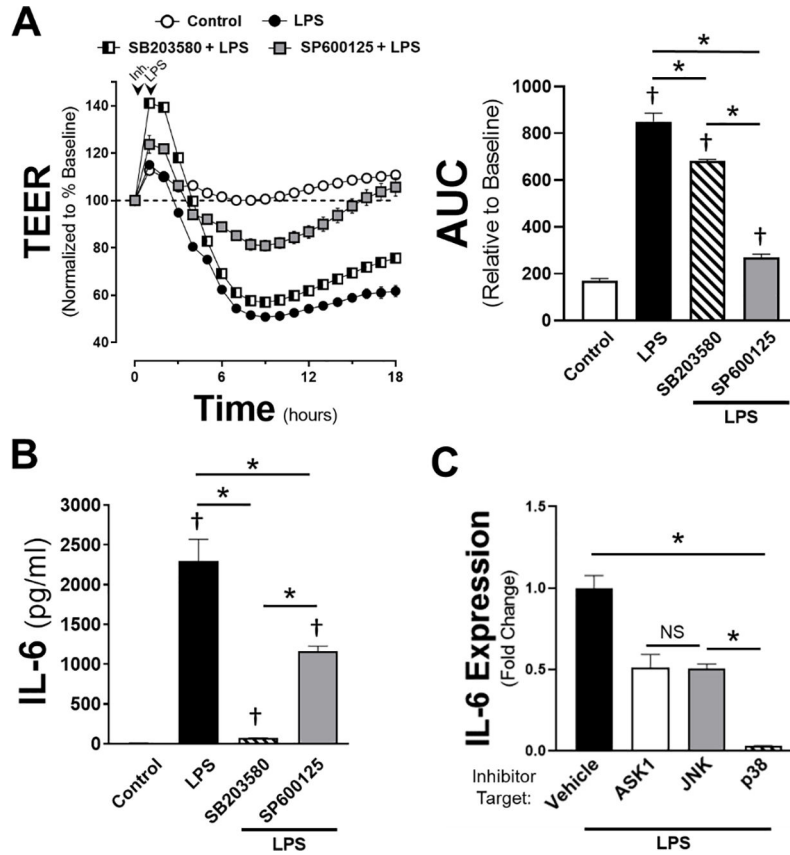 A
Control LPS
SB203580 + LPS SP600125 + LPS
Inh.
LPS
TEER
(Normalized to % Baseline)
140
120
100
80
60
40
0 6 12 18
Time (hours)
AUC
(Relative to Baseline)
1000
800
600
400
200
0
* 
* *
† † †
Control LPS SB203580 SP600125
LPS
B
IL-6 (pg/ml)
3000
2500
2000
1500
1000
500
0
*
*
*
† † †
Control LPS SB203580 SP600125
LPS
C
IL-6 Expression
(Fold Change)
1.5
1.0
0.5
0.0
*
NS *
Inhibitor
Target:
Vehicle ASK1 JNK p38
LPS